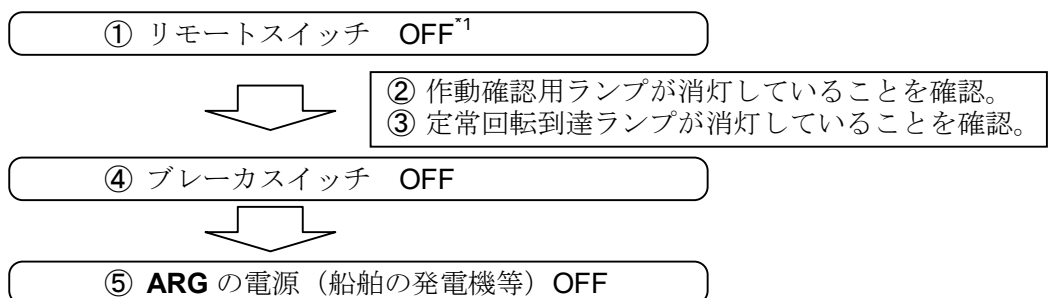 ① リモートスイッチ OFF*1
② 作動確認用ランプが消灯していることを確認。
③ 定常回転到達ランプが消灯していることを確認。
④ ブレーカスイッチ OFF
⑤ ARG の電源（船舶の発電機等）OFF